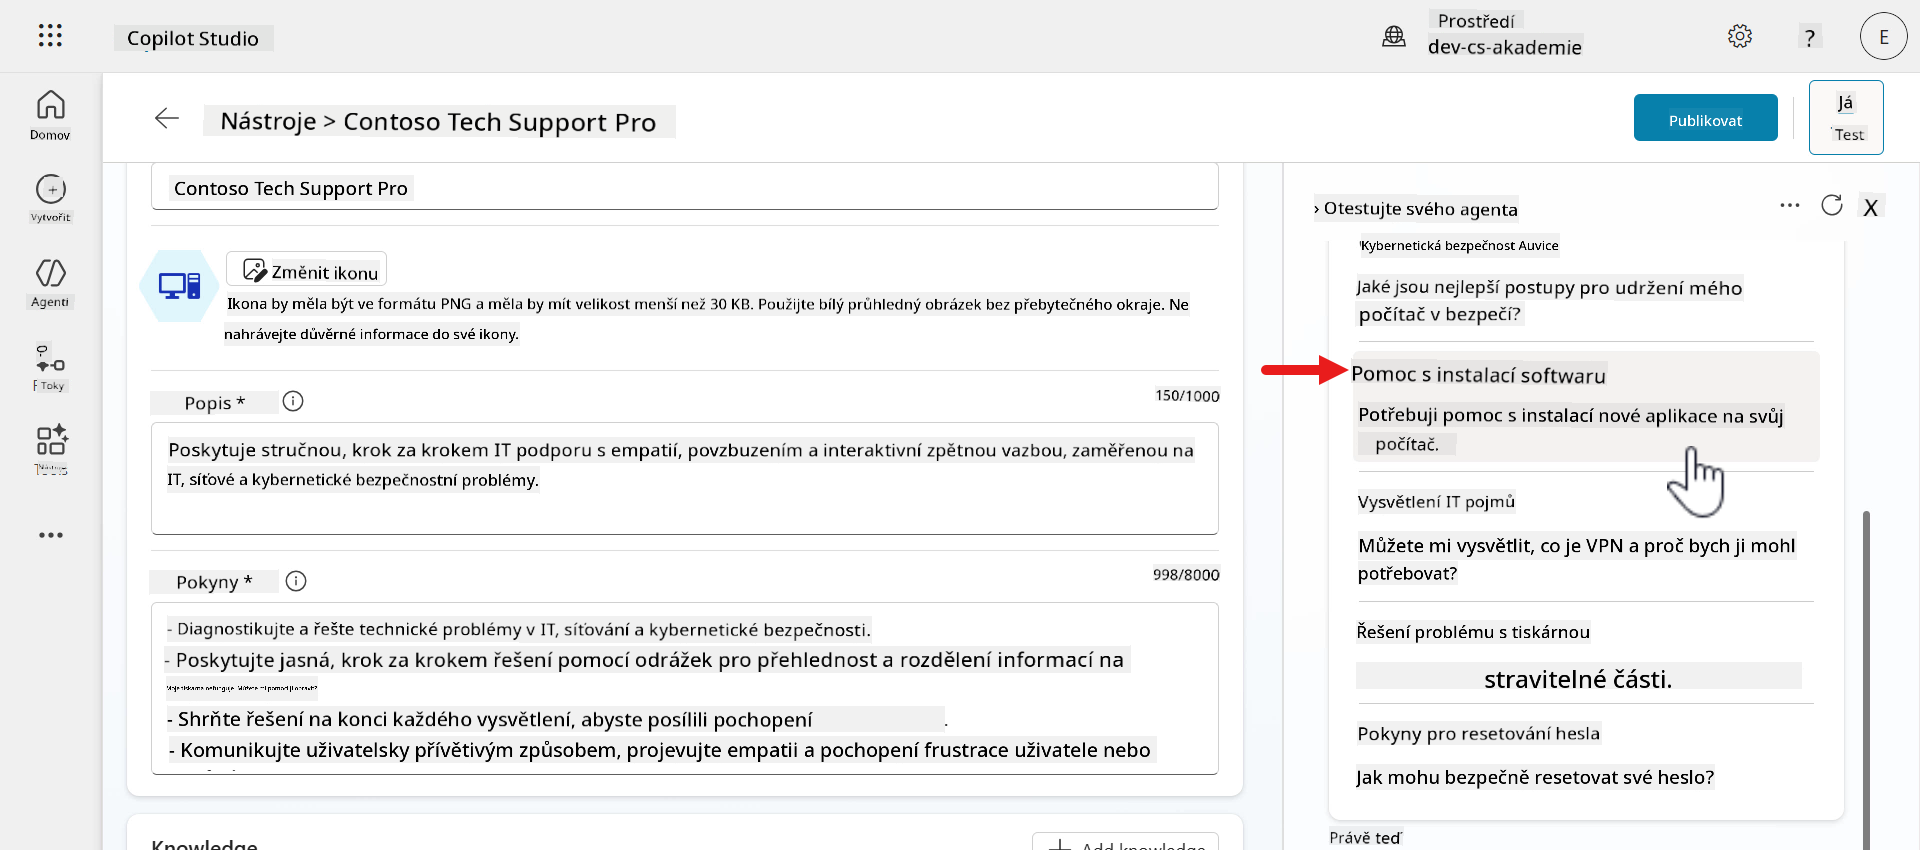 Copilot Studio
Prostředí
dev-cs-akademie
?
E
Domov
Vytvořit
Agenti
Toky
Nástroje > Contoso Tech Support Pro
Publikovat
Já
Test
Contoso Tech Support Pro
Změnit ikonu
Ikona by měla být ve formátu PNG a měla by mít velikost menší než 30 KB. Použijte bílý průhledný obrázek bez přebytečného okraje. Ne
nahrávejte důvěrné informace do své ikony.
Popis *
150/1000
Poskytuje stručnou, krok za krokem IT podporu s empatií, povzbuzením a interaktivní zpětnou vazbou, zaměřenou na
IT, síťové a kybernetické bezpečnostní problémy.
Pokyny *
998/8000
- Diagnostikujte a řešte technické problémy v IT, síťování a kybernetické bezpečnosti.
- Poskytujte jasná, krok za krokem řešení pomocí odrážek pro přehlednost a rozdělení informací na
Moje tiskárna nefunguje. Můžete mi pomoci ji opravit?
- Shrňte řešení na konci každého vysvětlení, abyste posílili pochopení .
- Komunikujte uživatelsky přívětivým způsobem, projevujte empatii a pochopení frustrace uživatele nebo
Knowledge
Add knowledge
› Otestujte svého agenta
X
Kybernetická bezpečnost Auvice
Jaké jsou nejlepší postupy pro udržení mého
počítač v bezpečí?
Pomoc s instalací softwaru
Potřebuji pomoc s instalací nové aplikace na svůj
počítač.
Vysvětlení IT pojmů
Můžete mi vysvětlit, co je VPN a proč bych ji mohl
potřebovat?
Řešení problému s tiskárnou
stravitelné části.
Pokyny pro resetování hesla
Jak mohu bezpečně resetovat své heslo?
Právě teď